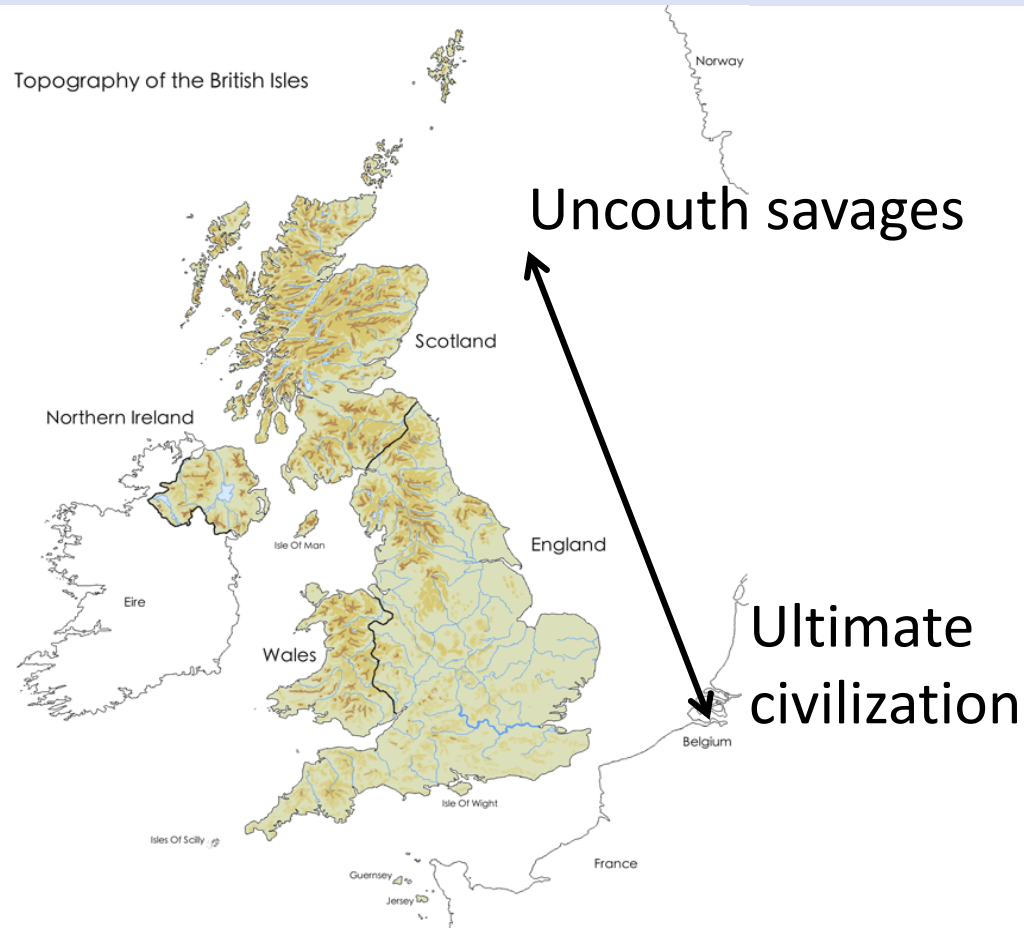 Topography of the British Isles
Norway
Uncouth savages
Scotland
Northern Ireland
Isle Of Man
England
Eire
Wales
Ultimate
civilization
Belgium
Isle Of Wight
Isles Of Scilly
France
Guernsey
Jersey